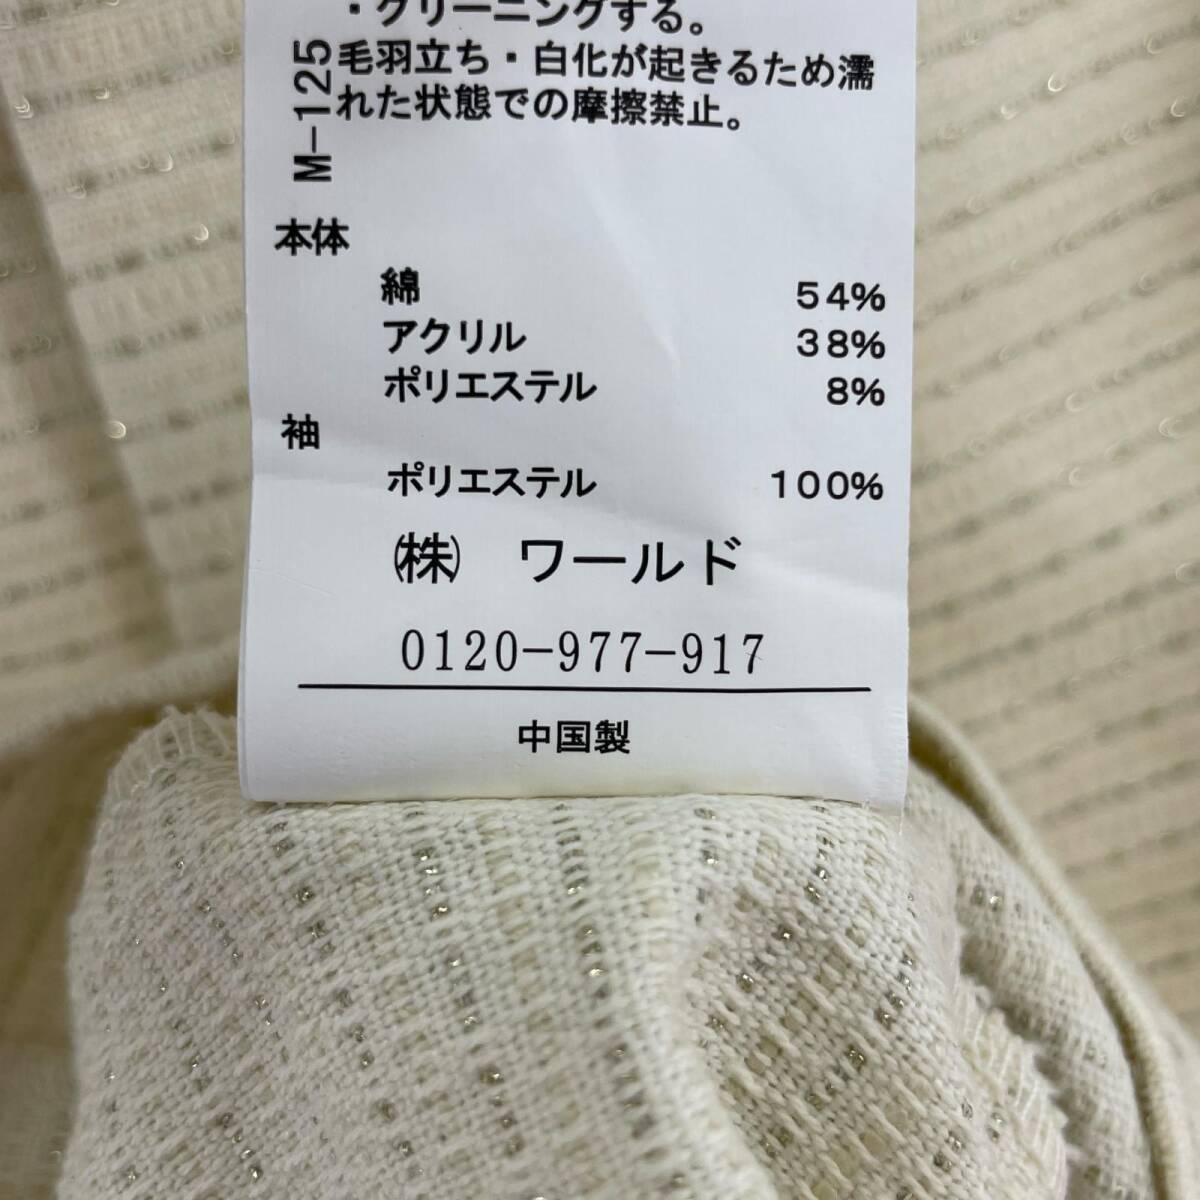 ・クリーニングする。
毛羽立ち・白化が起きるため濡
れた状態での摩擦禁止。
M-125
本体
綿 54%
アクリル 38%
ポリエステル 8%
袖
ポリエステル 100%
㈱ ワールド
0120-977-917
中国製